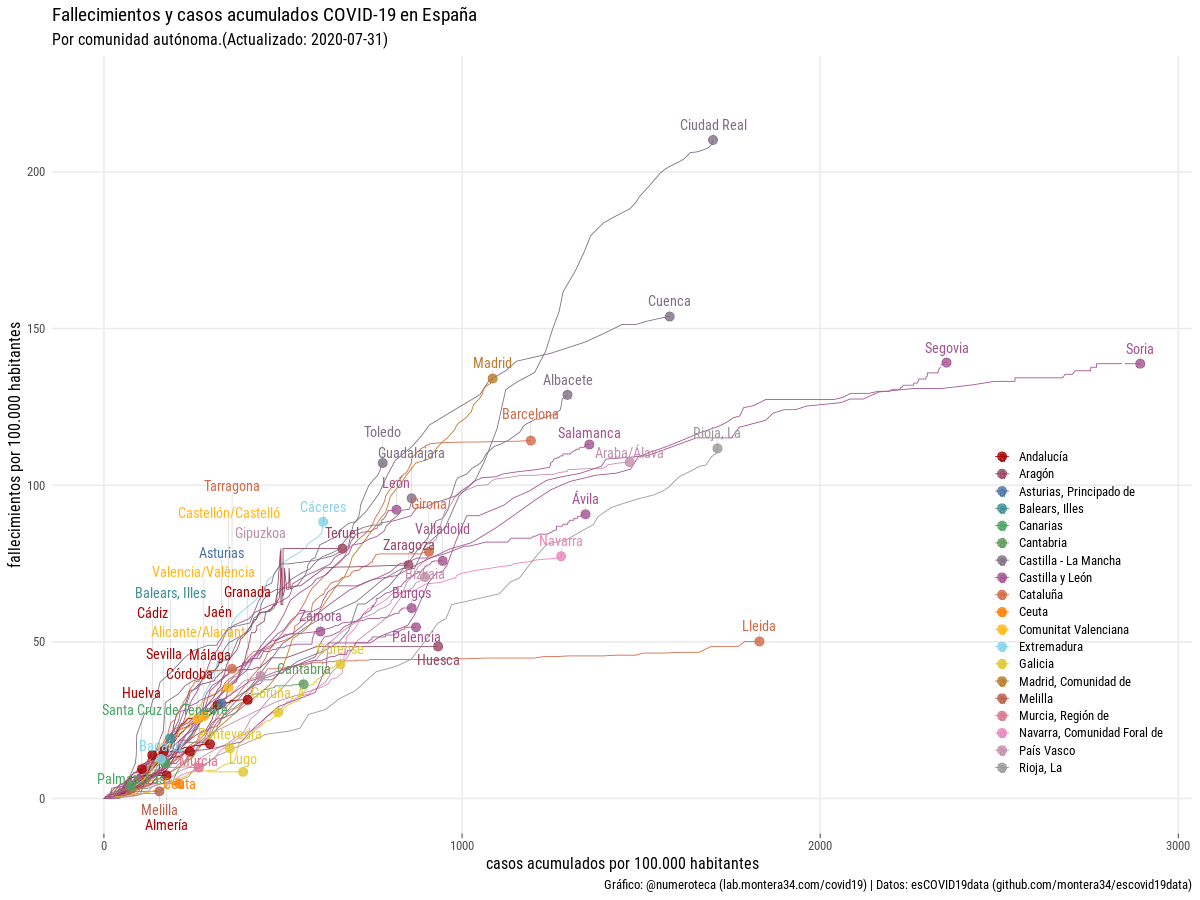 Fallecimientos y casos acumulados COVID-19 en España
Por comunidad autónoma.(Actualizado: 2020-07-31)
fallecimientos por 100.000 habitantes
200
150
100
50
0
Ciudad Real
Cuenca
Segovia
Soria
Madrid
Albacete
Barcelona
Toledo
Salamanca
Rioja, La
Guadalajara
Araba/Álava
Tarragona
León
Girona
Ávila
Cáceres
Castellón/Castelló
Gipuzkoa
Teruel
Valladolid
Navarra
Asturias
Zaragoza
Valencia/València
Bizkaia
Balears, Illes
Granada
Burgos
Cádiz
Jaén
Zamora
Lleida
Alicante/Alacant
Palencia
Ourense
Sevilla
Málaga
Huesca
Córdoba
Cantabria
Huelva
Coruña, A
Santa Cruz de Tenerife
Pontevedra
Badajoz
Murcia
Lugo
Palmas, Las
Ceuta
Melilla
Almería
Andalucía
Aragón
Asturias, Principado de
Balears, Illes
Canarias
Cantabria
Castilla - La Mancha
Castilla y León
Cataluña
Ceuta
Comunitat Valenciana
Extremadura
Galicia
Madrid, Comunidad de
Melilla
Murcia, Región de
Navarra, Comunidad Foral de
País Vasco
Rioja, La
0
1000
2000
3000
casos acumulados por 100.000 habitantes
Gráfico: @numeroteca (lab.montera34.com/covid19) | Datos: esCOVID19data (github.com/montera34/escovid19data)